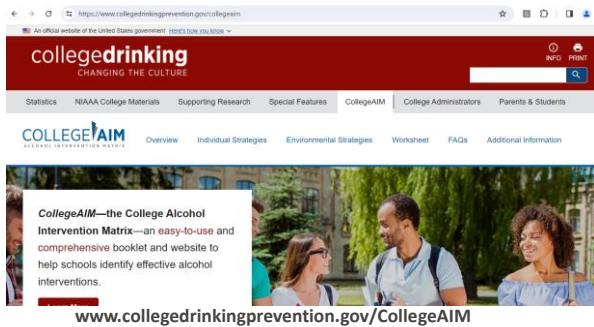 https://www.collegedrinkingprevention.gov/collegeaim
An official website of the United States government Here's how you know
collegedrinking
CHANGING THE CULTURE
INFO PRINT
Statistics NIAAA College Materials Supporting Research Special Features CollegeAIM College Administrators Parents & Students
COLLEGEAIM
ALCOHOL INTERVENTION MATRIX
Overview Individual Strategies Environmental Strategies Worksheet FAQs Additional Information
CollegeAIM—the College Alcohol
Intervention Matrix—an easy-to-use and
comprehensive booklet and website to
help schools identify effective alcohol
interventions.
Learn More
www.collegedrinkingprevention.gov/CollegeAIM